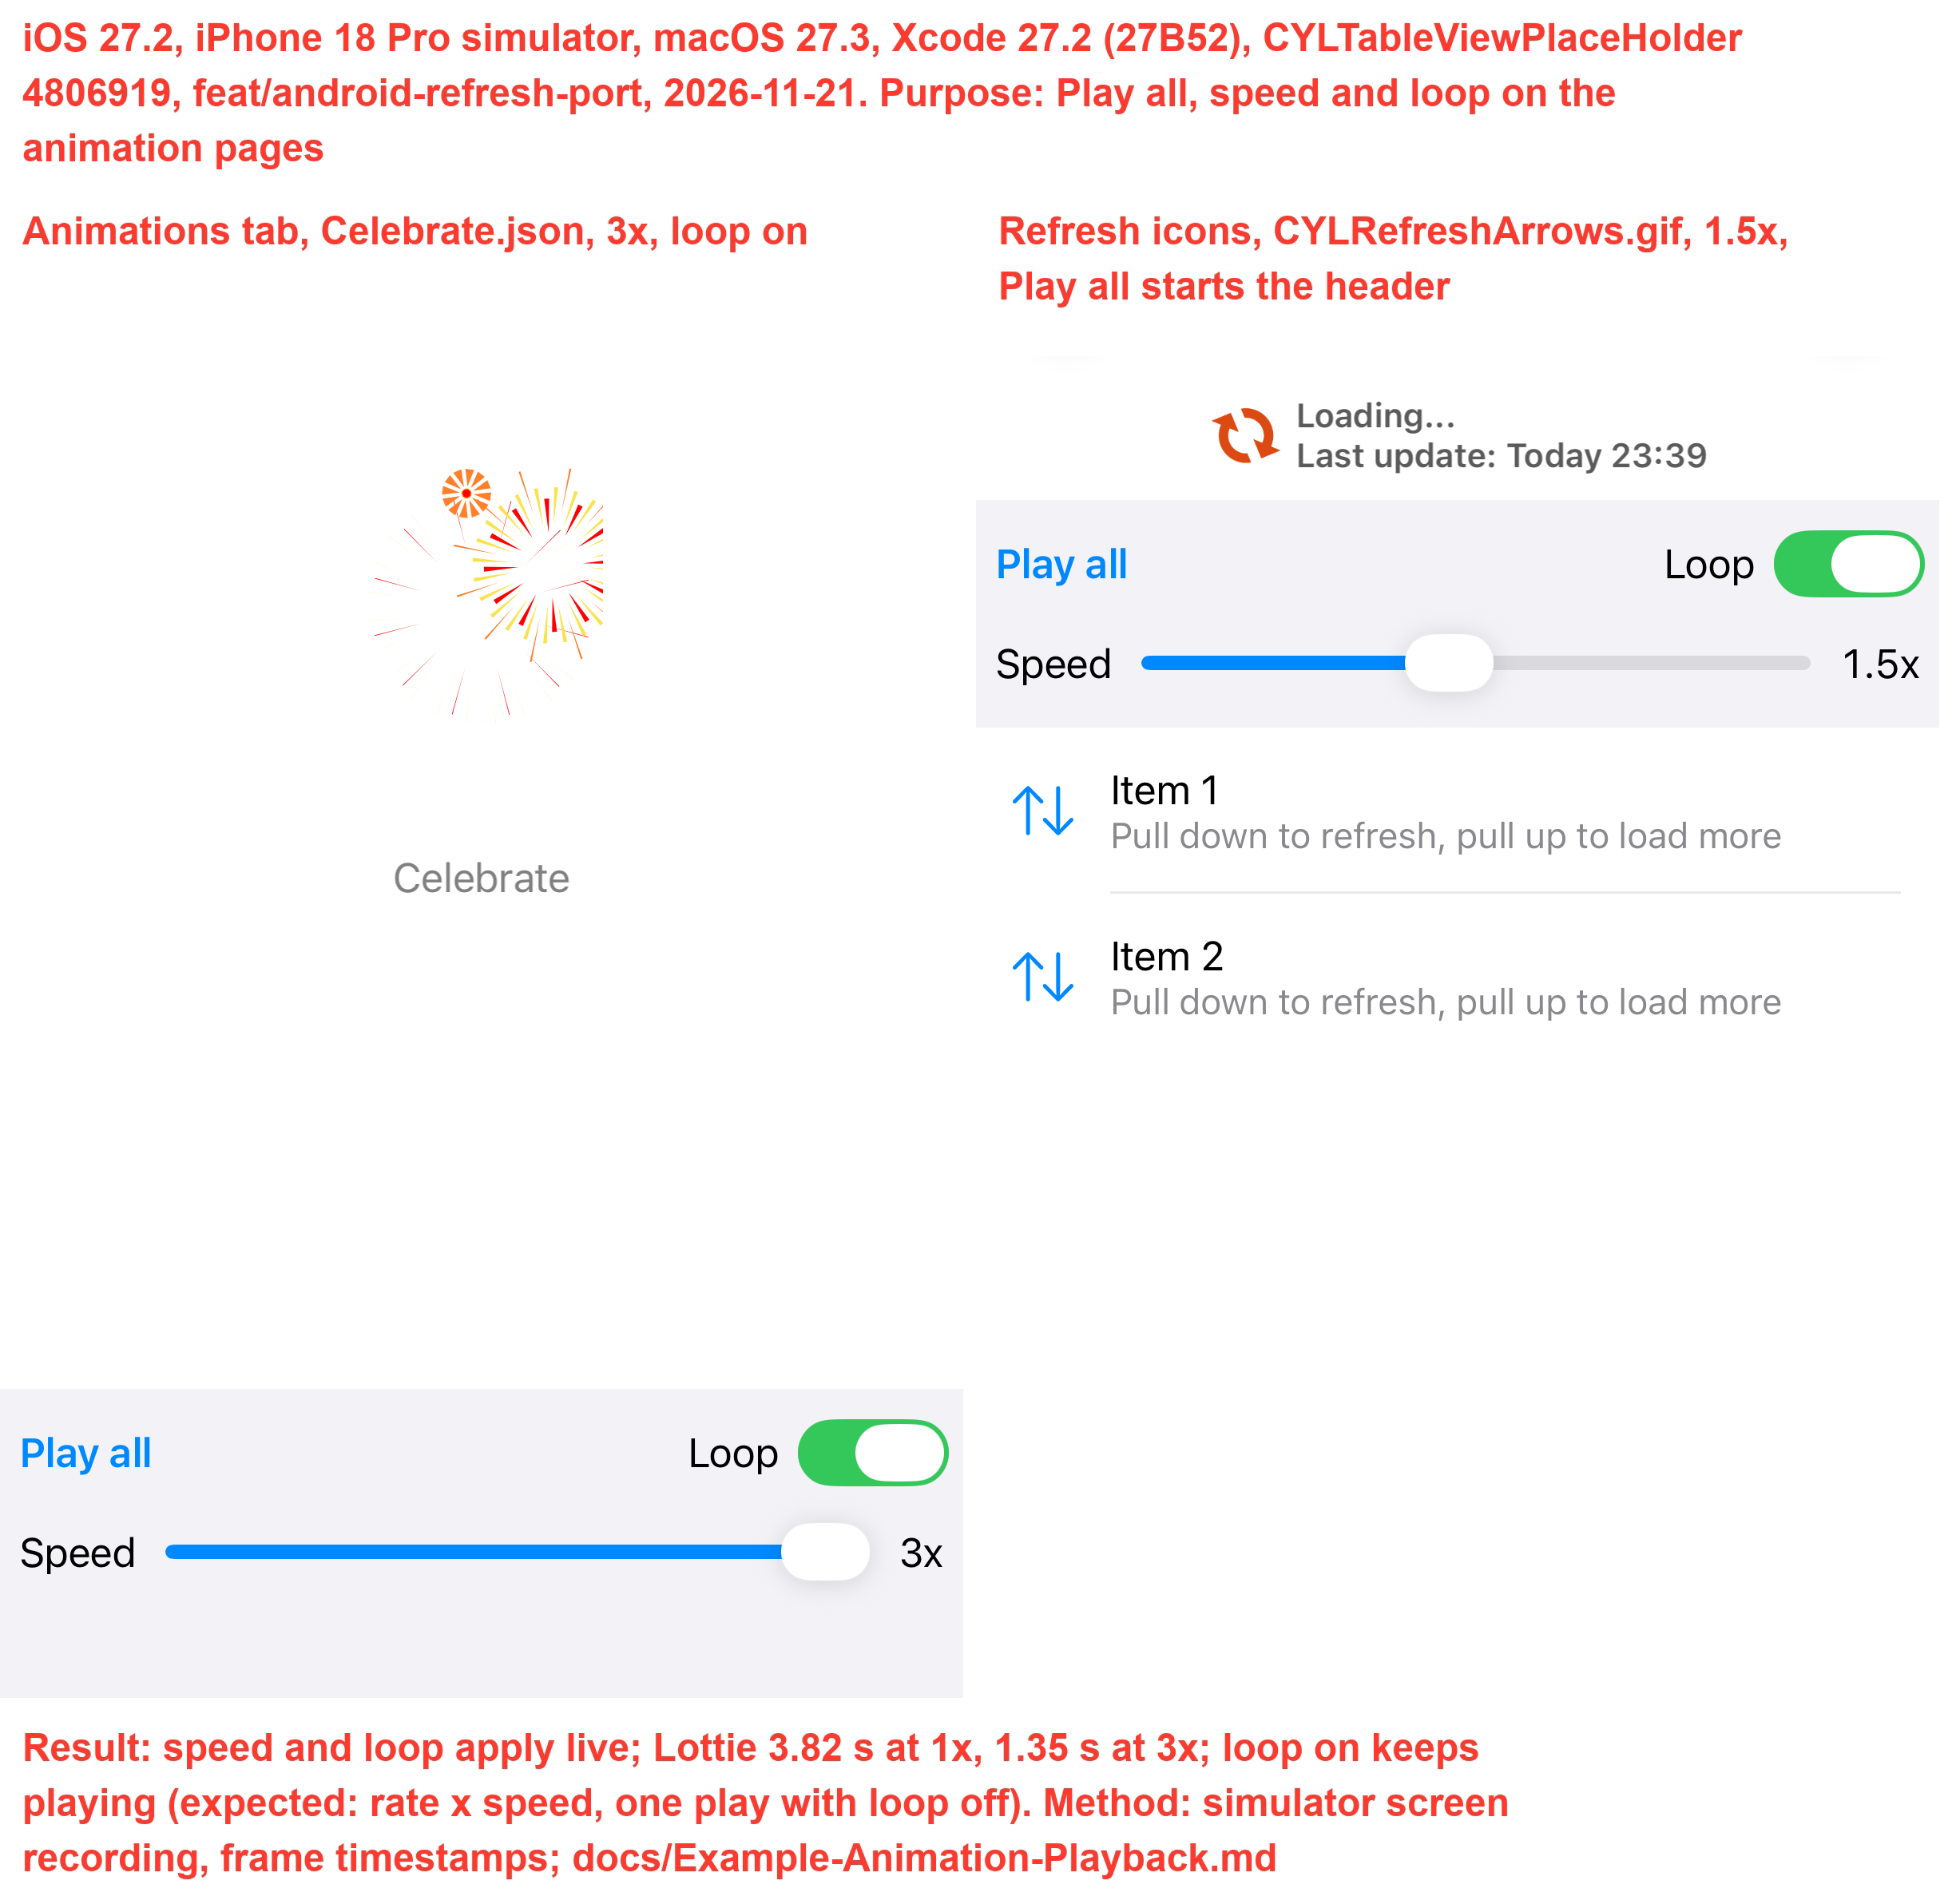 iOS 27.2, iPhone 18 Pro simulator, macOS 27.3, Xcode 27.2 (27B52), CYLTableViewPlaceHolder
4806919, feat/android-refresh-port, 2026-11-21. Purpose: Play all, speed and loop on the
animation pages
Animations tab, Celebrate.json, 3x, loop on
Refresh icons, CYLRefreshArrows.gif, 1.5x,
Play all starts the header
Celebrate
Play all
Loop
Speed
3x
Loading...
Last update: Today 23:39
Play all
Loop
Speed
1.5x
Item 1
Pull down to refresh, pull up to load more
Item 2
Pull down to refresh, pull up to load more
Result: speed and loop apply live; Lottie 3.82 s at 1x, 1.35 s at 3x; loop on keeps
playing (expected: rate x speed, one play with loop off). Method: simulator screen
recording, frame timestamps; docs/Example-Animation-Playback.md